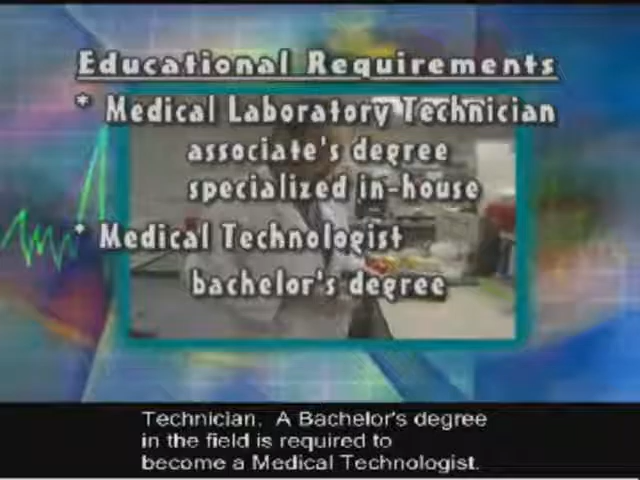 Educational Requirements
* Medical Laboratory Technician
associate's degree
specialized in-house
* Medical Technologist
bachelor's degree
Technician. A Bachelor's degree
in the field is required to
become a Medical Technologist.